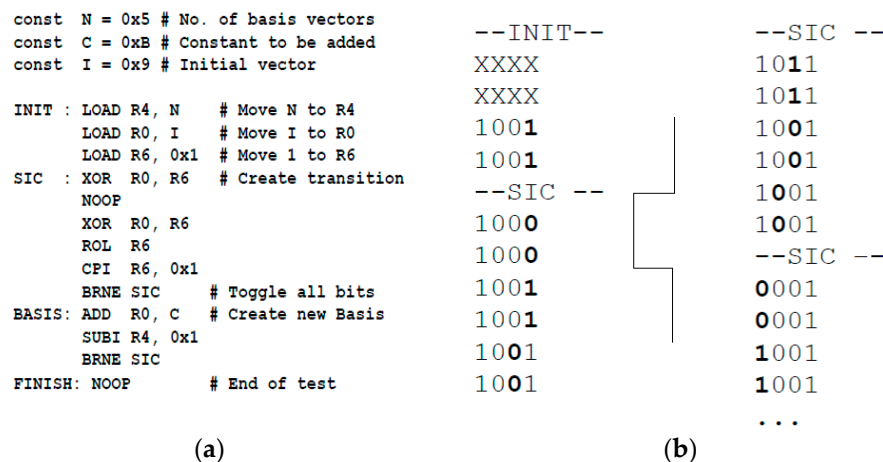 const N = 0x5 # No. of basis vectors
const C = 0xB # Constant to be added
const I = 0x9 # Initial vector
INIT : LOAD R4, N # Move N to R4
LOAD R0, I # Move I to R0
LOAD R6, 0x1 # Move 1 to R6
SIC : XOR R0, R6 # Create transition
NOOP
XOR R0, R6
ROL R6
CPI R6, 0x1
BRNE SIC # Toggle all bits
BASIS: ADD R0, C # Create new Basis
SUBI R4, 0x1
BRNE SIC
FINISH: NOOP # End of test
(a)
--INIT--
XXXX
XXXX
1001
1001
--SIC --
1000
1000
1001
1001
1001
1001
--SIC --
1011
1011
1001
1001
1001
1001
--SIC --
0001
0001
1001
1001
...
(b)